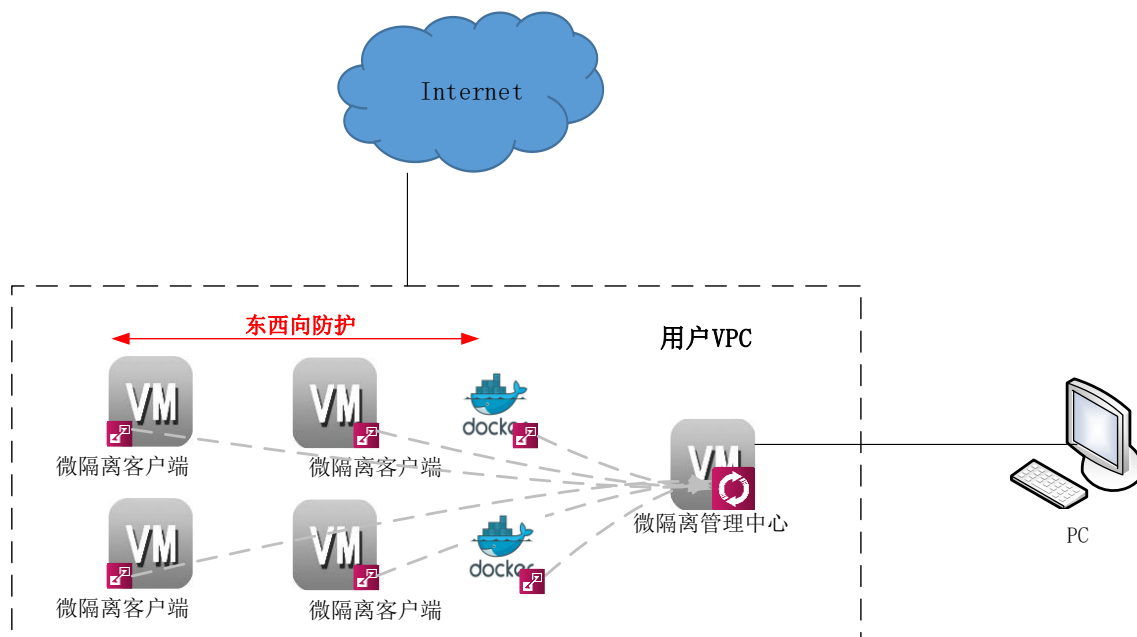 Internet
东西向防护
用户VPC
VM
VM
docker
微隔离客户端
微隔离客户端
VM
微隔离管理中心
PC
VM
VM
docker
微隔离客户端
微隔离客户端